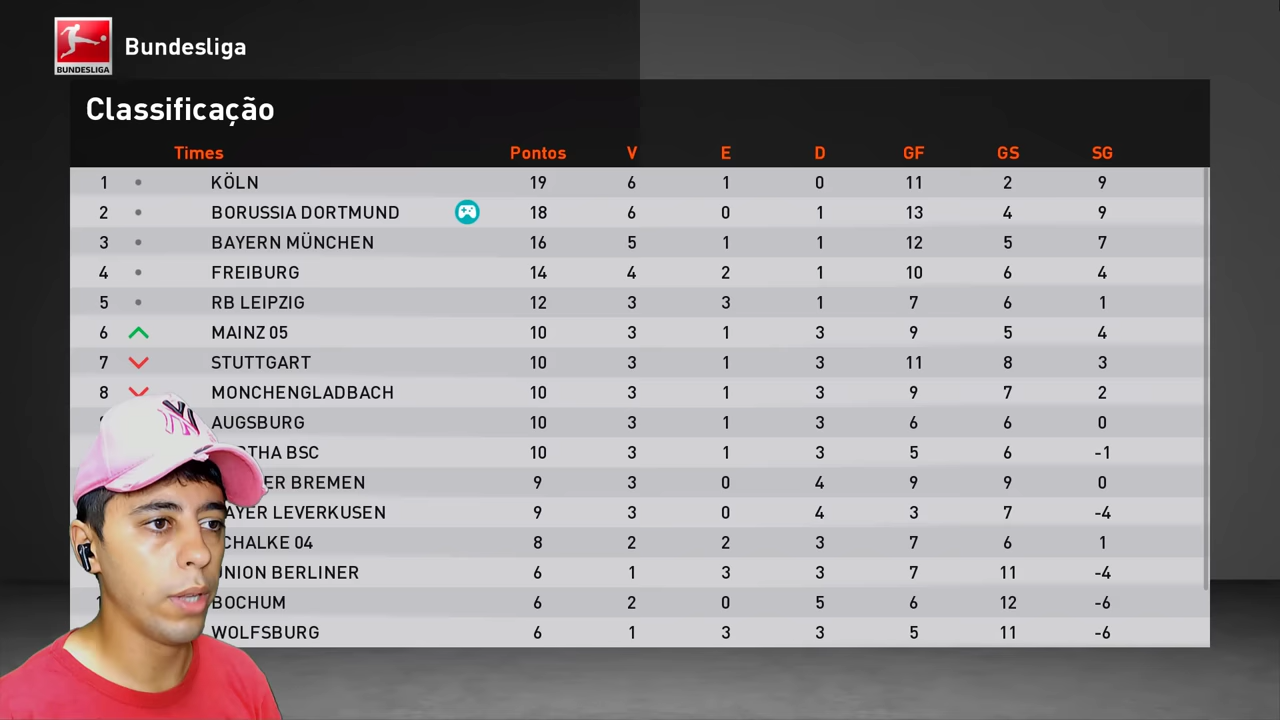 BUNDESLIGA
Bundesliga
Classificação
Times Pontos V E D GF GS SG
1 KÖLN 19 6 1 0 11 2 9
2 BORUSSIA DORTMUND 18 6 0 1 13 4 9
3 BAYERN MÜNCHEN 16 5 1 1 12 5 7
4 FREIBURG 14 4 2 1 10 6 4
5 RB LEIPZIG 12 3 3 1 7 6 1
6 MAINZ 05 10 3 1 3 9 5 4
7 STUTTGART 10 3 1 3 11 8 3
8 MONCHENGLADBACH 10 3 1 3 9 7 2
AUGSBURG 10 3 1 3 6 6 0
BSC 10 3 1 3 5 6 -1
BREMEN 9 3 0 4 9 9 0
LEVERKUSEN 9 3 0 4 3 7 -4
04 8 2 2 3 7 6 1
BERLINER 6 1 3 3 7 11 -4
BOCHUM 6 2 0 5 6 12 -6
WOLFSBURG 6 1 3 3 5 11 -6
NY